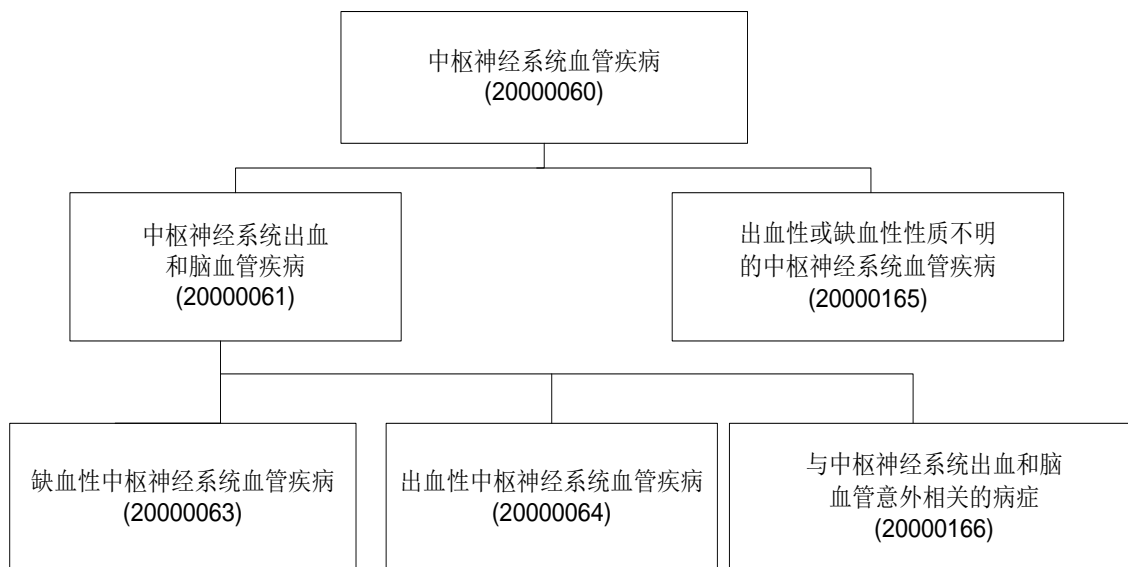 中枢神经系统血管疾病
(20000060)
中枢神经系统出血
和脑血管疾病
(20000061)
出血性或缺血性性质不明
的中枢神经系统血管疾病
(20000165)
缺血性中枢神经系统血管疾病
(20000063)
出血性中枢神经系统血管疾病
(20000064)
与中枢神经系统出血和脑
血管意外相关的病症
(20000166)